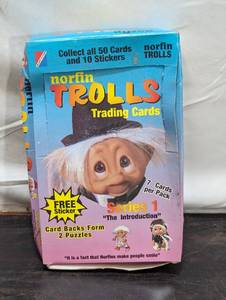 Collect all 50 Cards
and 10 Stickers
norfin
TROLLS
norfin
TROLLS
Trading Cards
7 Cards
per Pack
FREE
Sticker
Series 1
"The Introduction"
Card Backs Form
2 Puzzles
"It is a fact that Norfins make people smile"
norfin